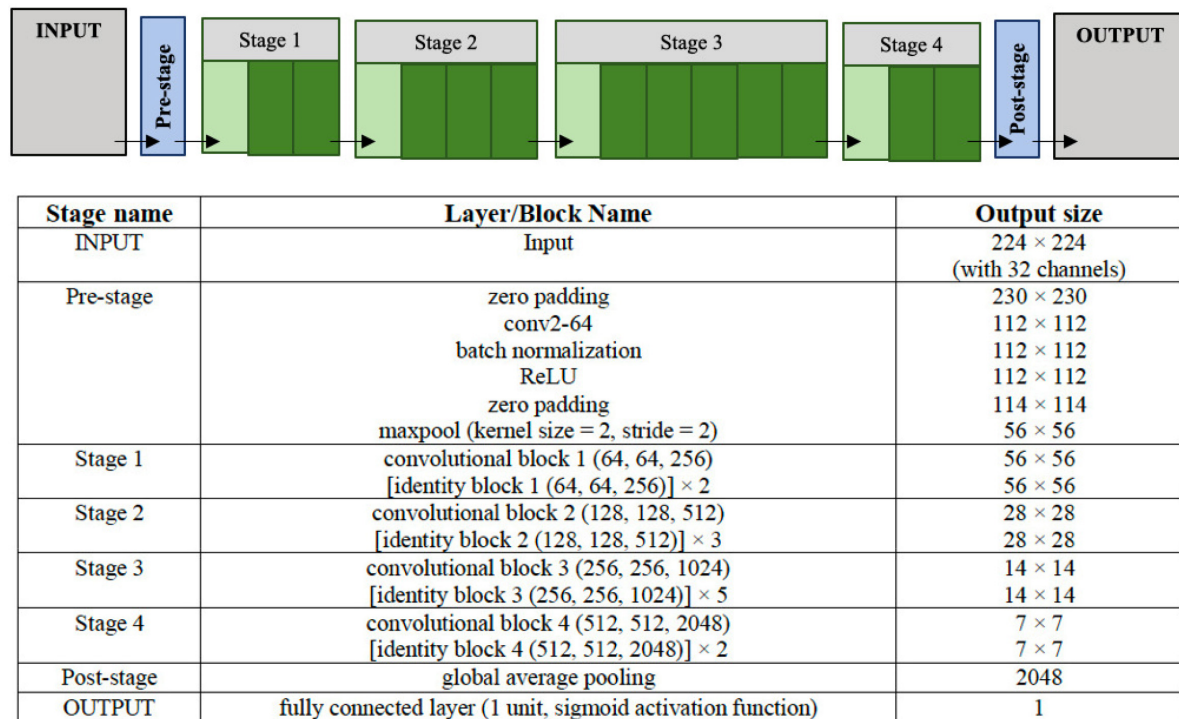 INPUT
Pre-stage
Stage 1
Stage 2
Stage 3
Stage 4
Post-stage
OUTPUT
Stage name Layer/Block Name Output size
INPUT Input 224 × 224
(with 32 channels)
Pre-stage zero padding 230 × 230
conv2-64 112 × 112
batch normalization 112 × 112
ReLU 112 × 112
zero padding 114 × 114
maxpool (kernel size = 2, stride = 2) 56 × 56
Stage 1 convolutional block 1 (64, 64, 256) 56 × 56
[identity block 1 (64, 64, 256)] × 2 56 × 56
Stage 2 convolutional block 2 (128, 128, 512) 28 × 28
[identity block 2 (128, 128, 512)] × 3 28 × 28
Stage 3 convolutional block 3 (256, 256, 1024) 14 × 14
[identity block 3 (256, 256, 1024)] × 5 14 × 14
Stage 4 convolutional block 4 (512, 512, 2048) 7 × 7
[identity block 4 (512, 512, 2048)] × 2 7 × 7
Post-stage global average pooling 2048
OUTPUT fully connected layer (1 unit, sigmoid activation function) 1